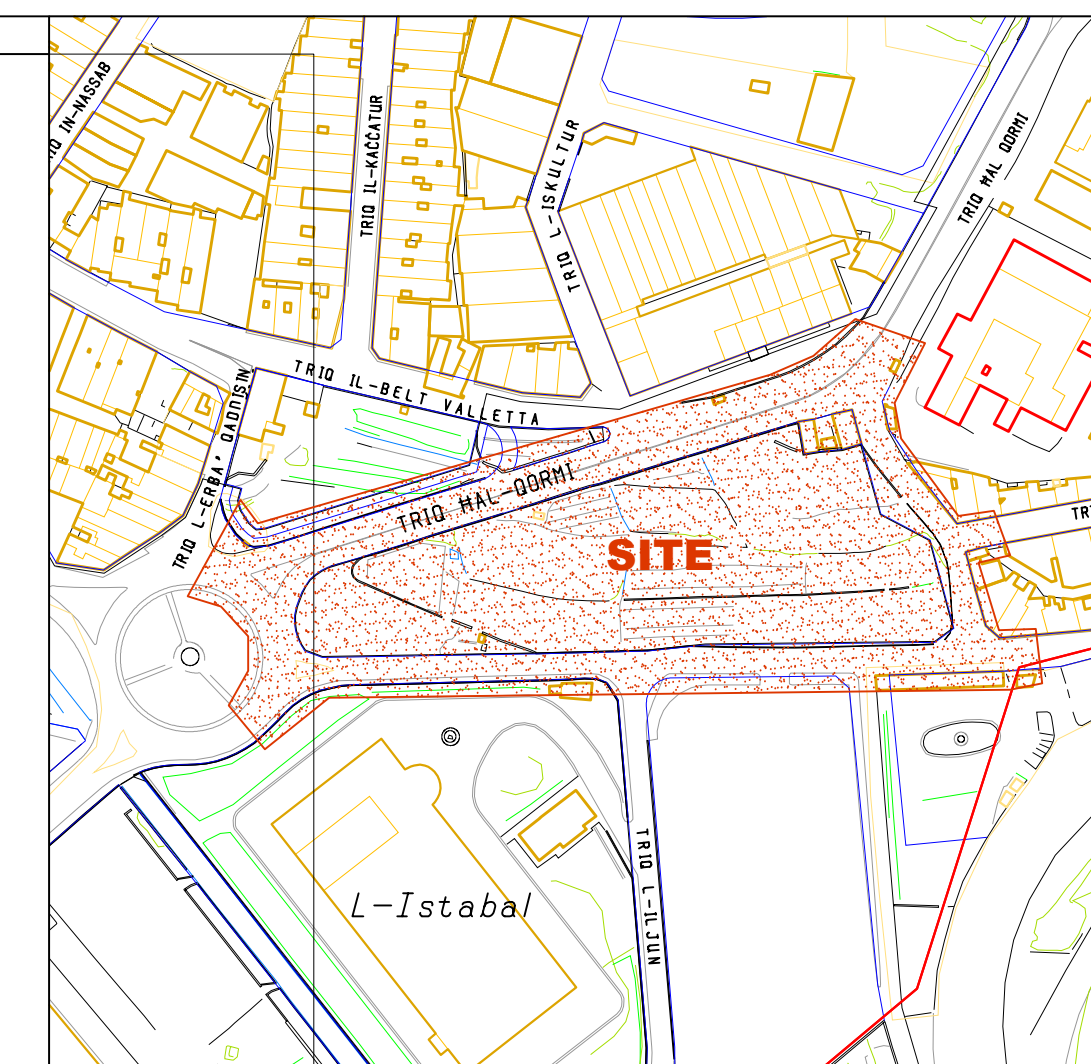 TRIQ IN-NASSAB
TRIQ IL-KAĊĊATUR
TRIQ L-ISKULTUR
TRIQ ĦAL QORMI
TRIQ IL-BELT VALLETTA
TRIQ L-ERBA' QADDISIN
TRIQ ĦAL-QORMI
SITE
TR
L-Istabal
TRIQ L-ILJUN